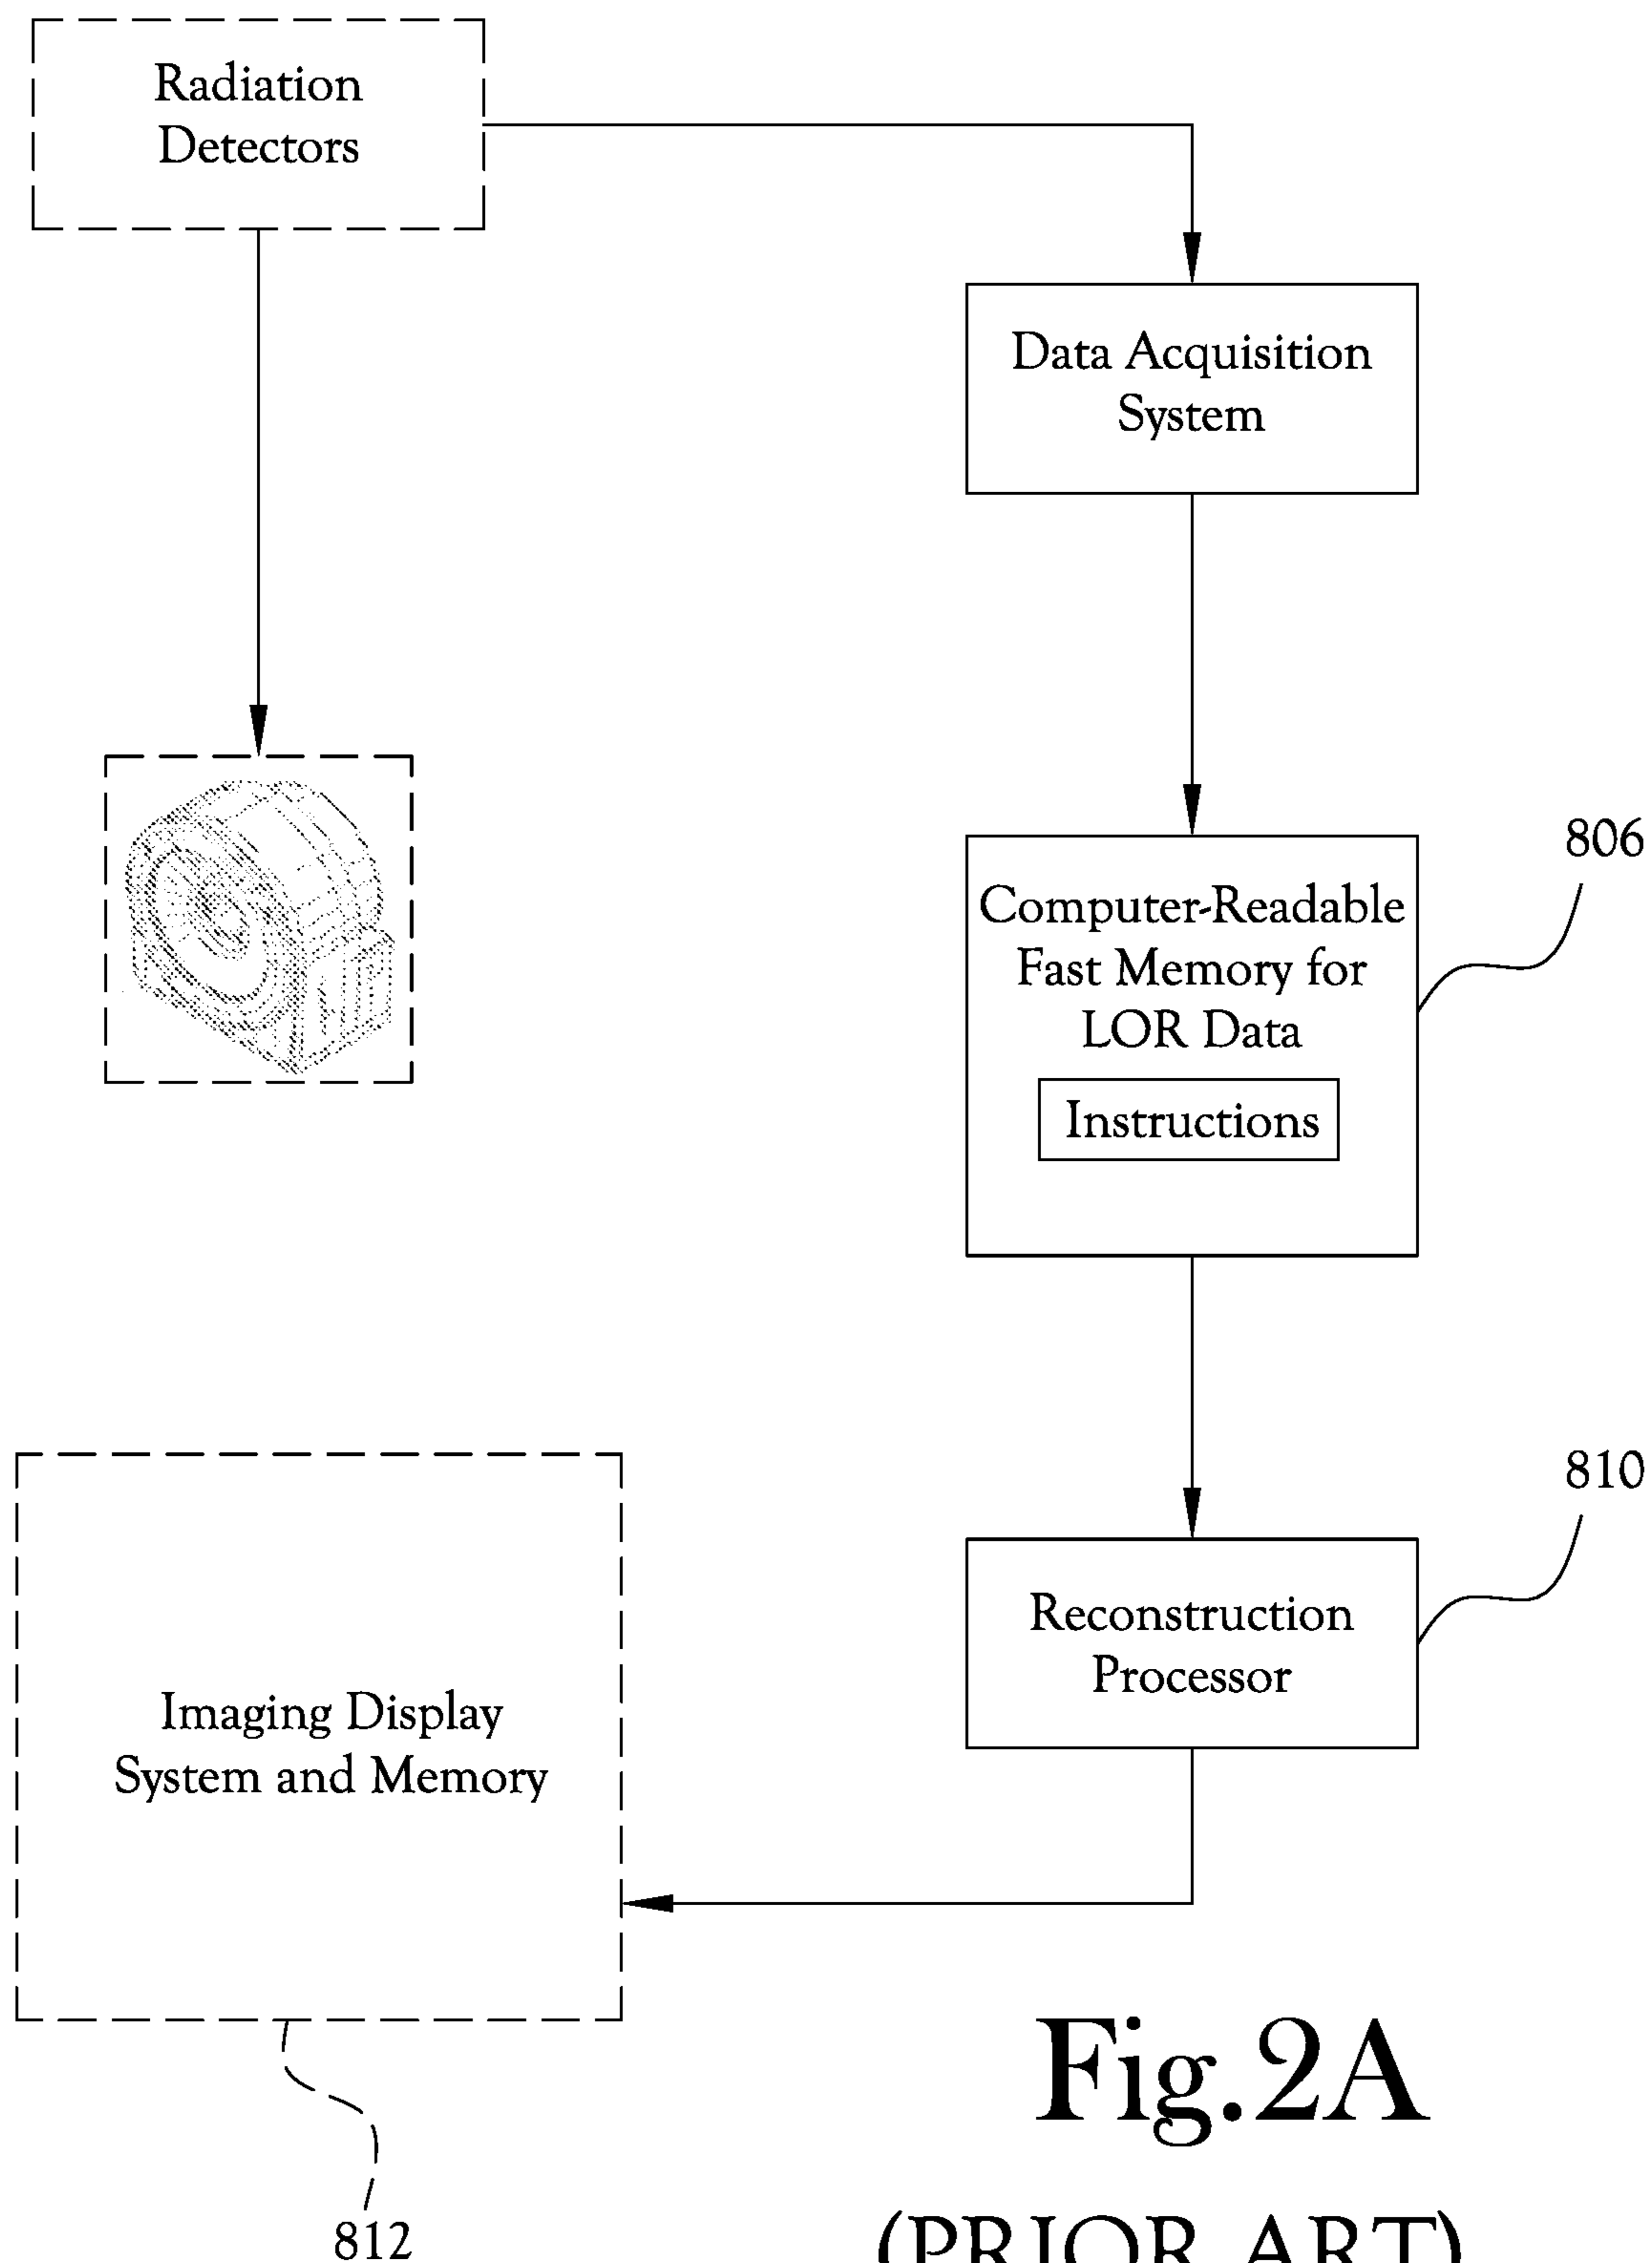 Radiation
Detectors
Data Acquisition
System
806
Computer-Readable
Fast Memory for
LOR Data
Instructions
810
Reconstruction
Processor
Imaging Display
System and Memory
812
Fig.2A
(PRIOR ART)